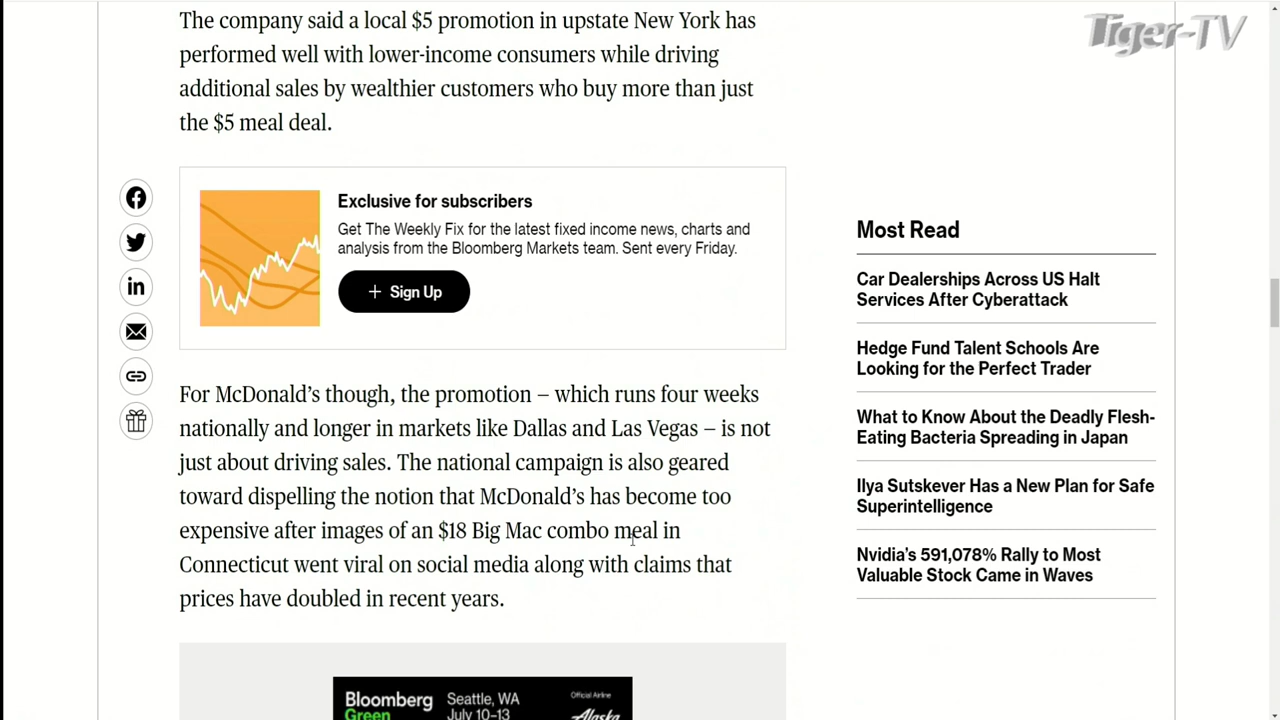 Tiger-TV
The company said a local $5 promotion in upstate New York has
performed well with lower-income consumers while driving
additional sales by wealthier customers who buy more than just
the $5 meal deal.
Exclusive for subscribers
Get The Weekly Fix for the latest fixed income news, charts and
analysis from the Bloomberg Markets team. Sent every Friday.
+ Sign Up
For McDonald’s though, the promotion – which runs four weeks
nationally and longer in markets like Dallas and Las Vegas – is not
just about driving sales. The national campaign is also geared
toward dispelling the notion that McDonald’s has become too
expensive after images of an $18 Big Mac combo meal in
Connecticut went viral on social media along with claims that
prices have doubled in recent years.
Bloomberg
Green
Seattle, WA
July 10-13
Official Airline
Alaska
Most Read
Car Dealerships Across US Halt
Services After Cyberattack
Hedge Fund Talent Schools Are
Looking for the Perfect Trader
What to Know About the Deadly Flesh-
Eating Bacteria Spreading in Japan
Ilya Sutskever Has a New Plan for Safe
Superintelligence
Nvidia’s 591,078% Rally to Most
Valuable Stock Came in Waves